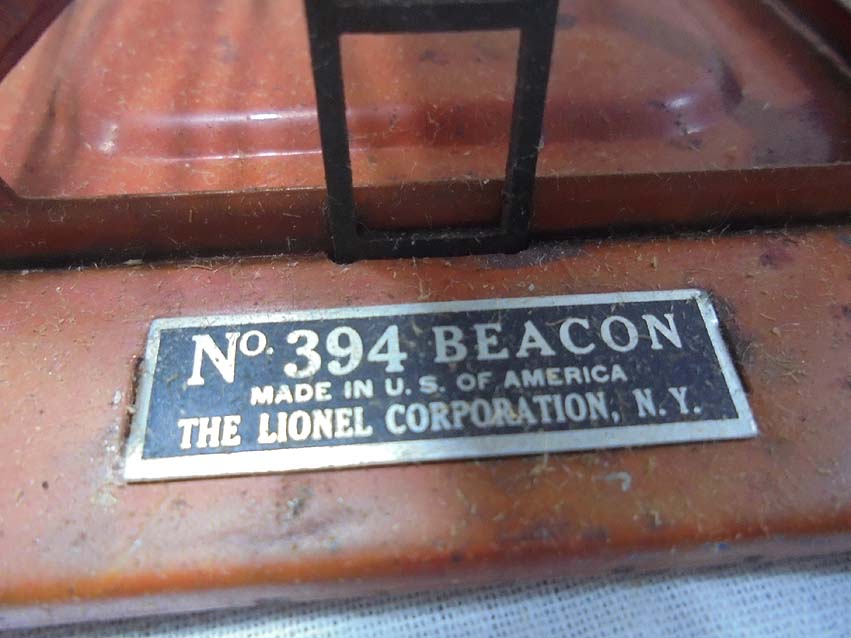 No. 394 BEACON
MADE IN U. S. OF AMERICA
THE LIONEL CORPORATION, N. Y.